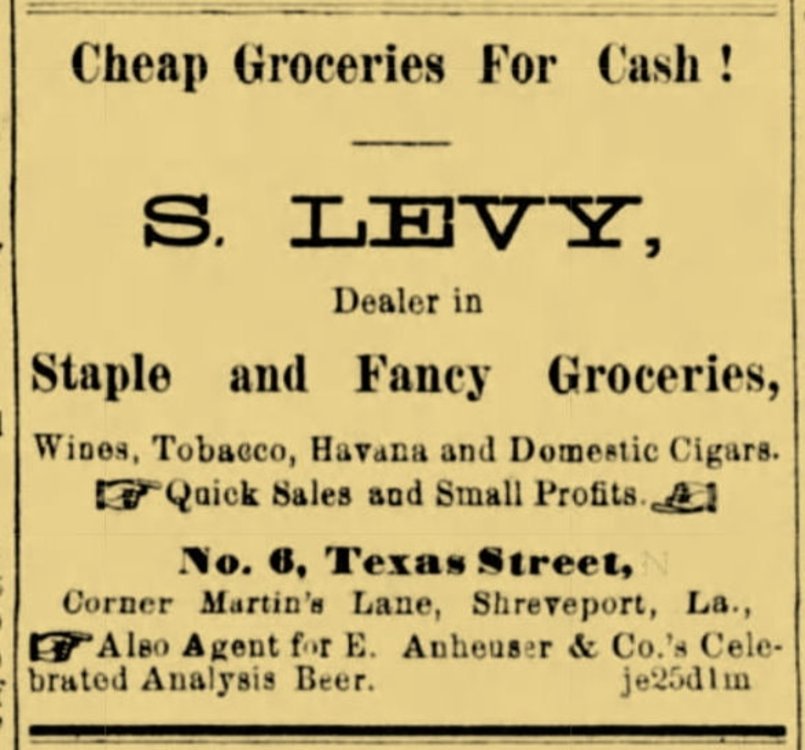 Cheap Groceries For Cash !
S. LEVY,
Dealer in
Staple and Fancy Groceries,
Wines, Tobacco, Havana and Domestic Cigars.
☞Quick Sales and Small Profits.☜
No. 6, Texas Street,
Corner Martin's Lane, Shreveport, La.,
☞Also Agent for E. Anheuser & Co.'s Cele-
brated Analysis Beer. je25d1m